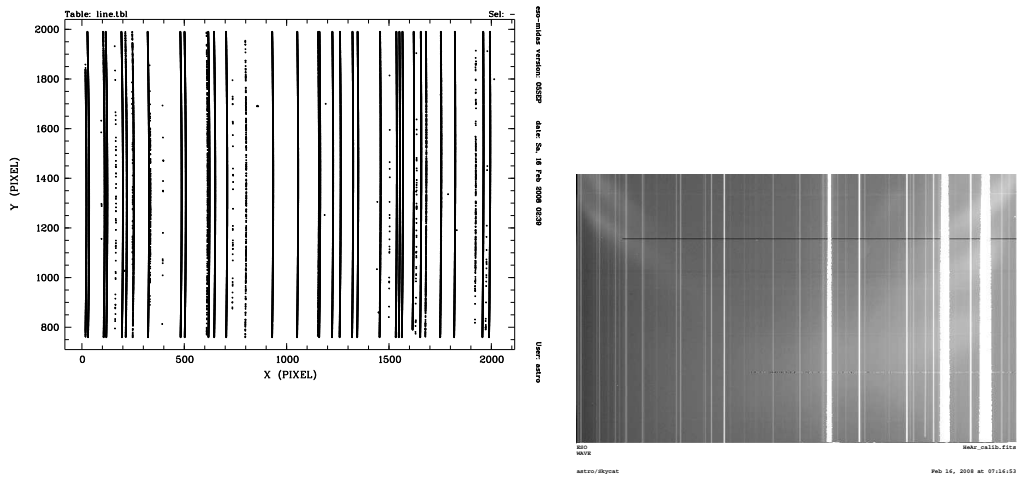 Table: line.tbl
Sel: -
2000
1800
1600
1400
1200
1000
800
Y (PIXEL)
0
500
1000
1500
2000
X (PIXEL)
eso-midas version: 08SEP date: Sa, 16 Feb 2008 02:39 User: astro
ESO
WAVE
HeAr_calib.fits
astro/Skycat
Feb 16, 2008 at 07:16:53